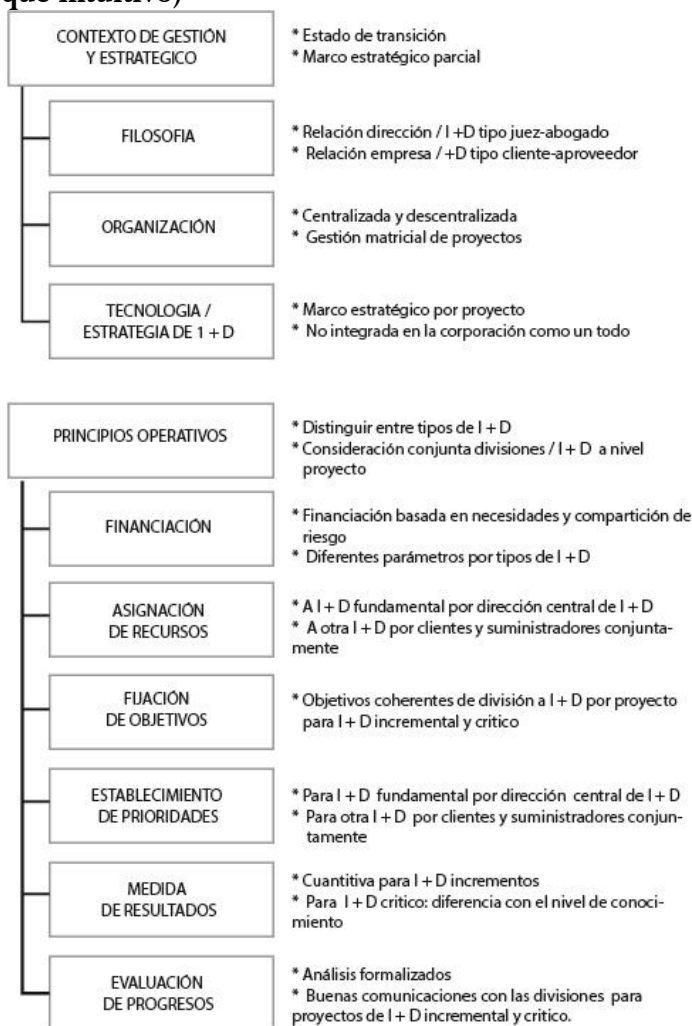 que intuitivo)
CONTEXTO DE GESTIÓN
Y ESTRATEGICO
* Estado de transición
* Marco estratégico parcial
FILOSOFIA
* Relación dirección / I +D tipo juez-abogado
* Relación empresa / +D tipo cliente-aproveedor
ORGANIZACIÓN
* Centralizada y descentralizada
* Gestión matricial de proyectos
TECNOLOGIA /
ESTRATEGIA DE 1 + D
* Marco estratégico por proyecto
* No integrada en la corporación como un todo
PRINCIPIOS OPERATIVOS
* Distinguir entre tipos de I + D
* Consideración conjunta divisiones / I + D a nivel
proyecto
FINANCIACIÓN
* Financiación basada en necesidades y compartición de
riesgo
* Diferentes parámetros por tipos de I + D
ASIGNACIÓN
DE RECURSOS
* A I + D fundamental por dirección central de I + D
* A otra I + D por clientes y suministradores conjunta-
mente
FIJACIÓN
DE OBJETIVOS
* Objetivos coherentes de división a I + D por proyecto
para I + D incremental y critico
ESTABLECIMIENTO
DE PRIORIDADES
* Para I + D fundamental por dirección central de I + D
* Para otra I + D por clientes y suministradores conjun-
tamente
MEDIDA
DE RESULTADOS
* Cuantitiva para I + D incrementos
* Para I + D critico: diferencia con el nivel de conoci-
miento
EVALUACIÓN
DE PROGRESOS
* Análisis formalizados
* Buenas comunicaciones con las divisiones para
proyectos de I + D incremental y critico.